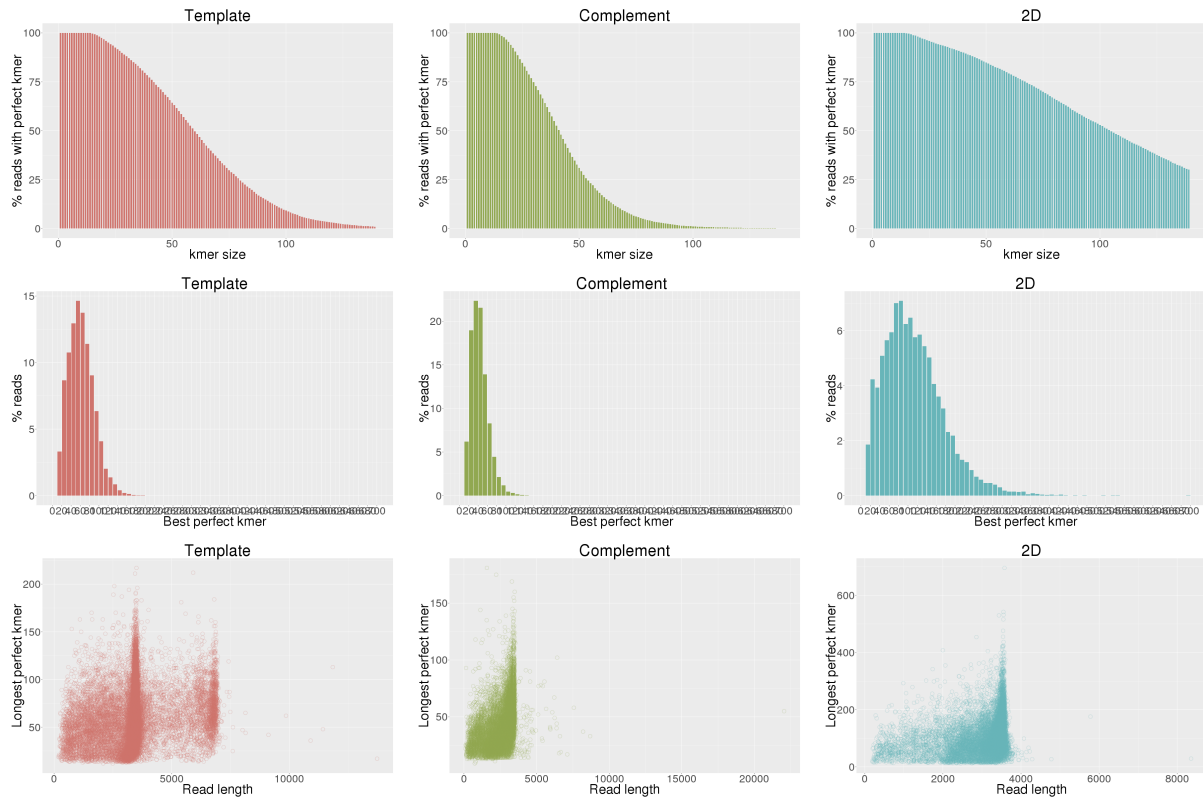 Template
Complement
2D
% reads with perfect kmer
100
75
50
25
0
0 50 100
kmer size
% reads with perfect kmer
100
75
50
25
0
0 50 100
kmer size
% reads with perfect kmer
100
75
50
25
0
0 50 100
kmer size
Template
Complement
2D
% reads
15
10
5
0
Best perfect kmer
% reads
20
15
10
5
0
Best perfect kmer
% reads
6
4
2
0
Best perfect kmer
Template
Complement
2D
Longest perfect kmer
200
150
100
50
0 5000 10000
Read length
Longest perfect kmer
150
100
50
0 5000 10000 15000 20000
Read length
Longest perfect kmer
600
400
200
0
0 2000 4000 6000 8000
Read length